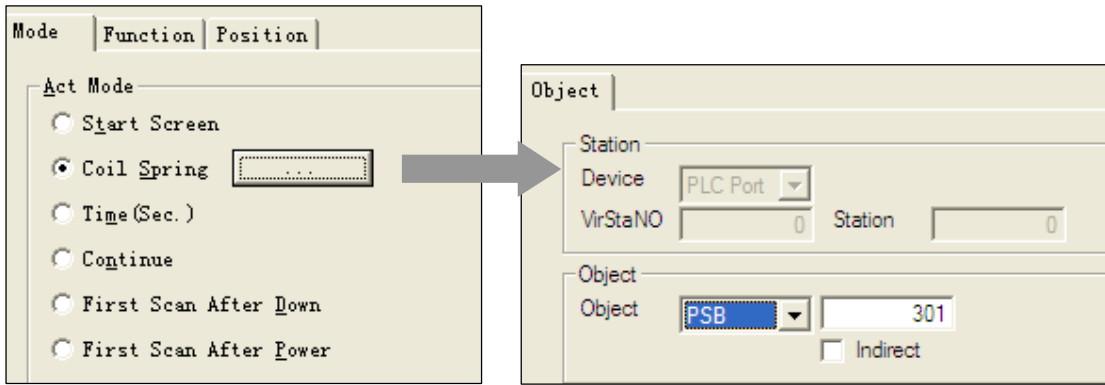 Mode Function Position
Act Mode
Start Screen
Coil Spring ...
Time(Sec.)
Continue
First Scan After Down
First Scan After Power
Object
Station
Device PLC Port
VirStaNO 0 Station 0
Object
Object PSB 301
Indirect